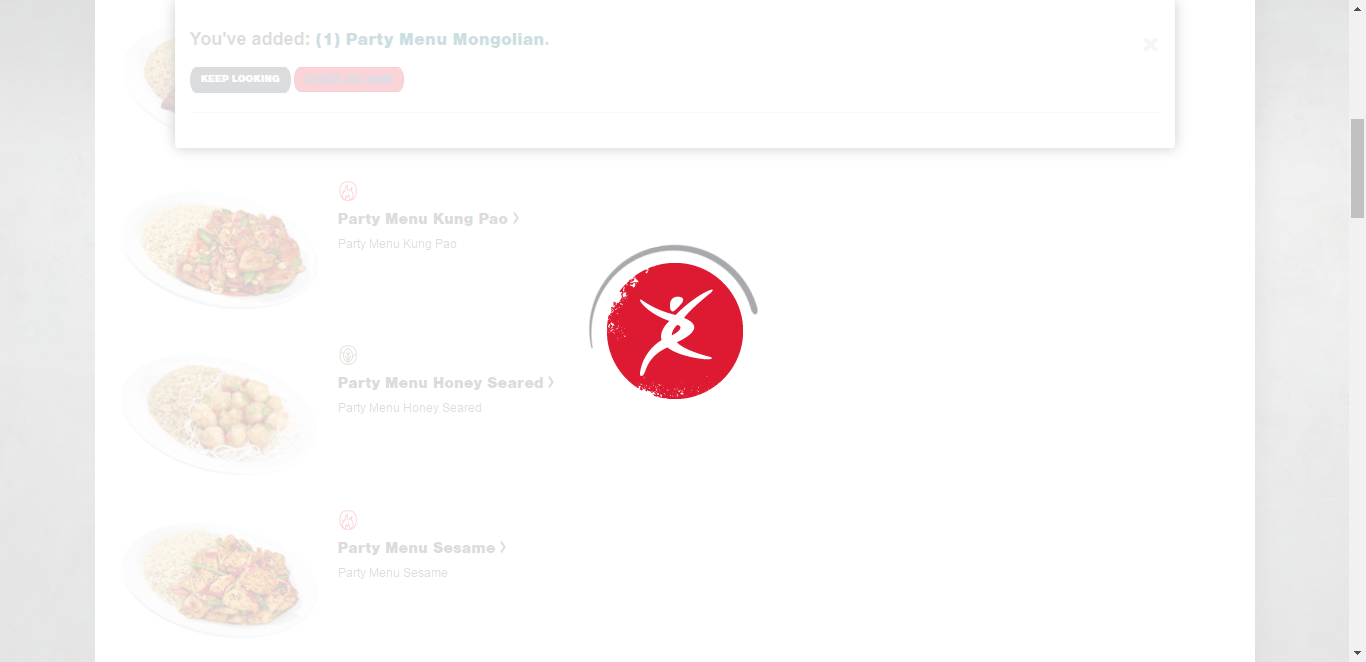 You've added: (1) Party Menu Mongolian.
KEEP LOOKING
Party Menu Kung Pao
Party Menu Kung Pao
Party Menu Honey Seared
Party Menu Honey Seared
Party Menu Sesame
Party Menu Sesame